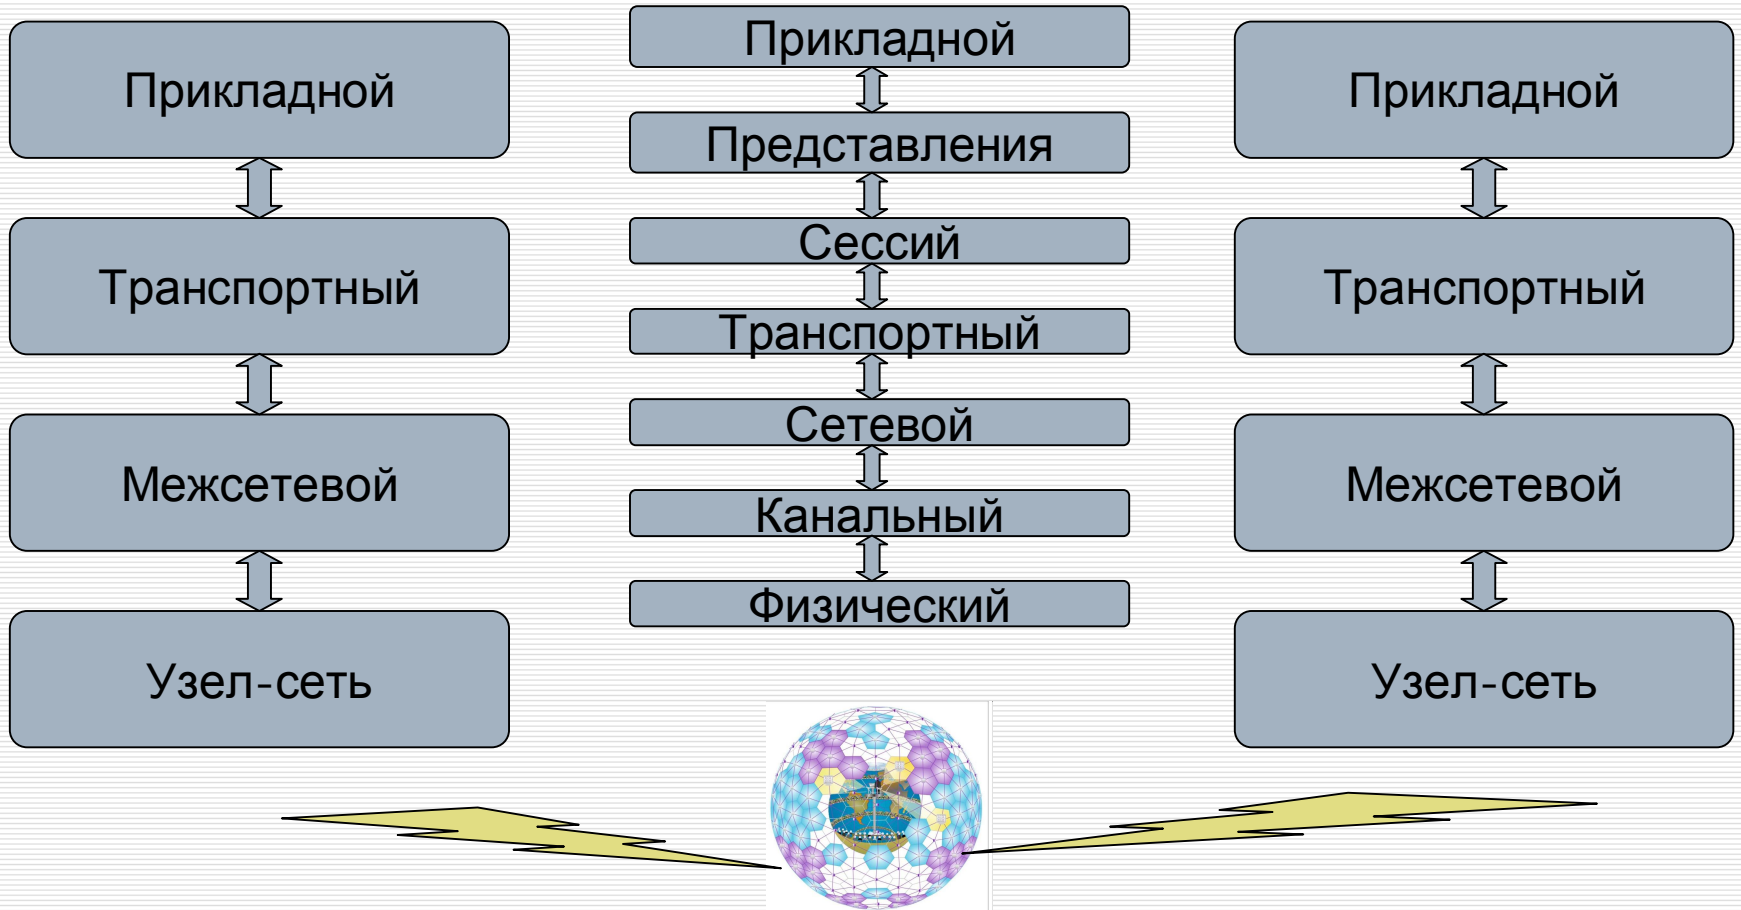 Прикладной
Транспортный
Межсетевой
Узел-сеть
Прикладной
Представления
Сессий
Транспортный
Сетевой
Канальный
Физический
Прикладной
Транспортный
Межсетевой
Узел-сеть